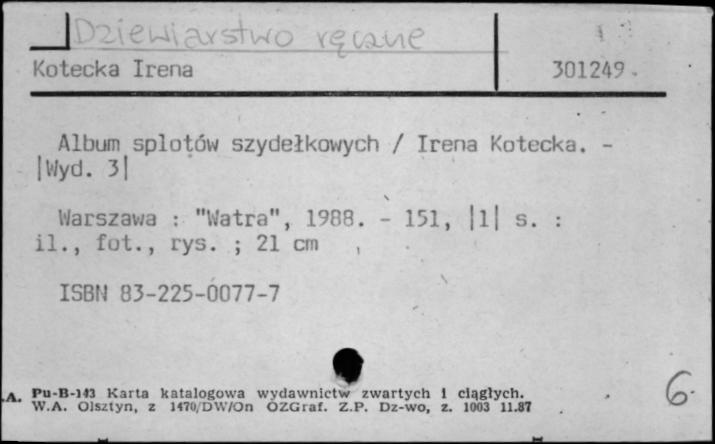 Dziewiarstwo ręczne
Kotecka Irena 301249
Album splotów szydełkowych / Irena Kotecka. -
|Wyd. 3|
Warszawa : "Watra", 1988. - 151, |1| s. :
il., fot., rys. ; 21 cm
ISBN 83-225-0077-7
.A. Pu-B-143 Karta katalogowa wydawnictw zwartych i ciągłych.
W.A. Olsztyn, z 1470/DW/On OZGraf. Z.P. Dz-wo, z. 1003 11.87
6